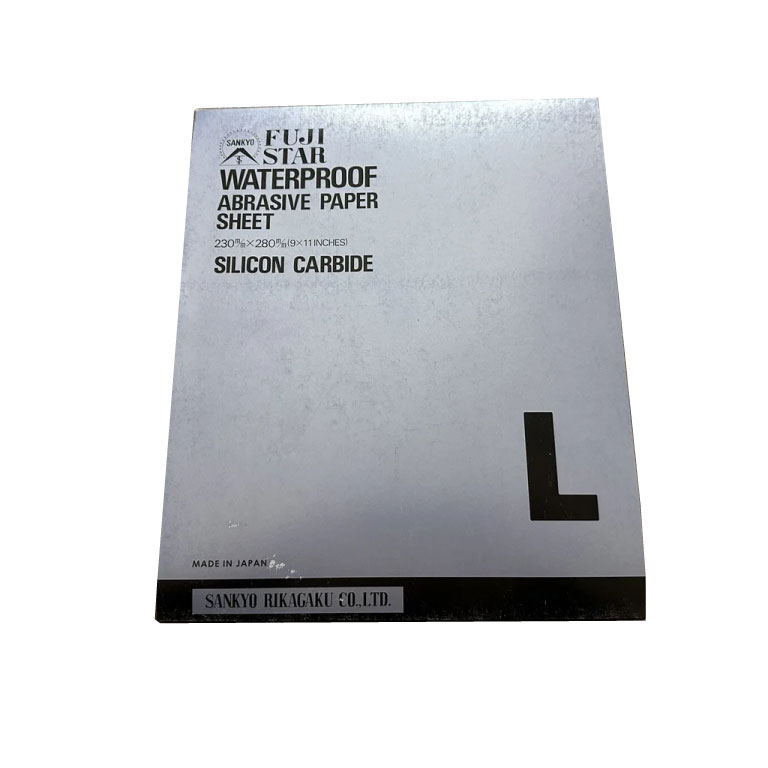 SANKYO
FUJI
STAR
WATERPROOF
ABRASIVE PAPER
SHEET
230㎜×280㎜(9×11 INCHES)
SILICON CARBIDE
L
MADE IN JAPAN
SANKYO RIKAGAKU CO.,LTD.